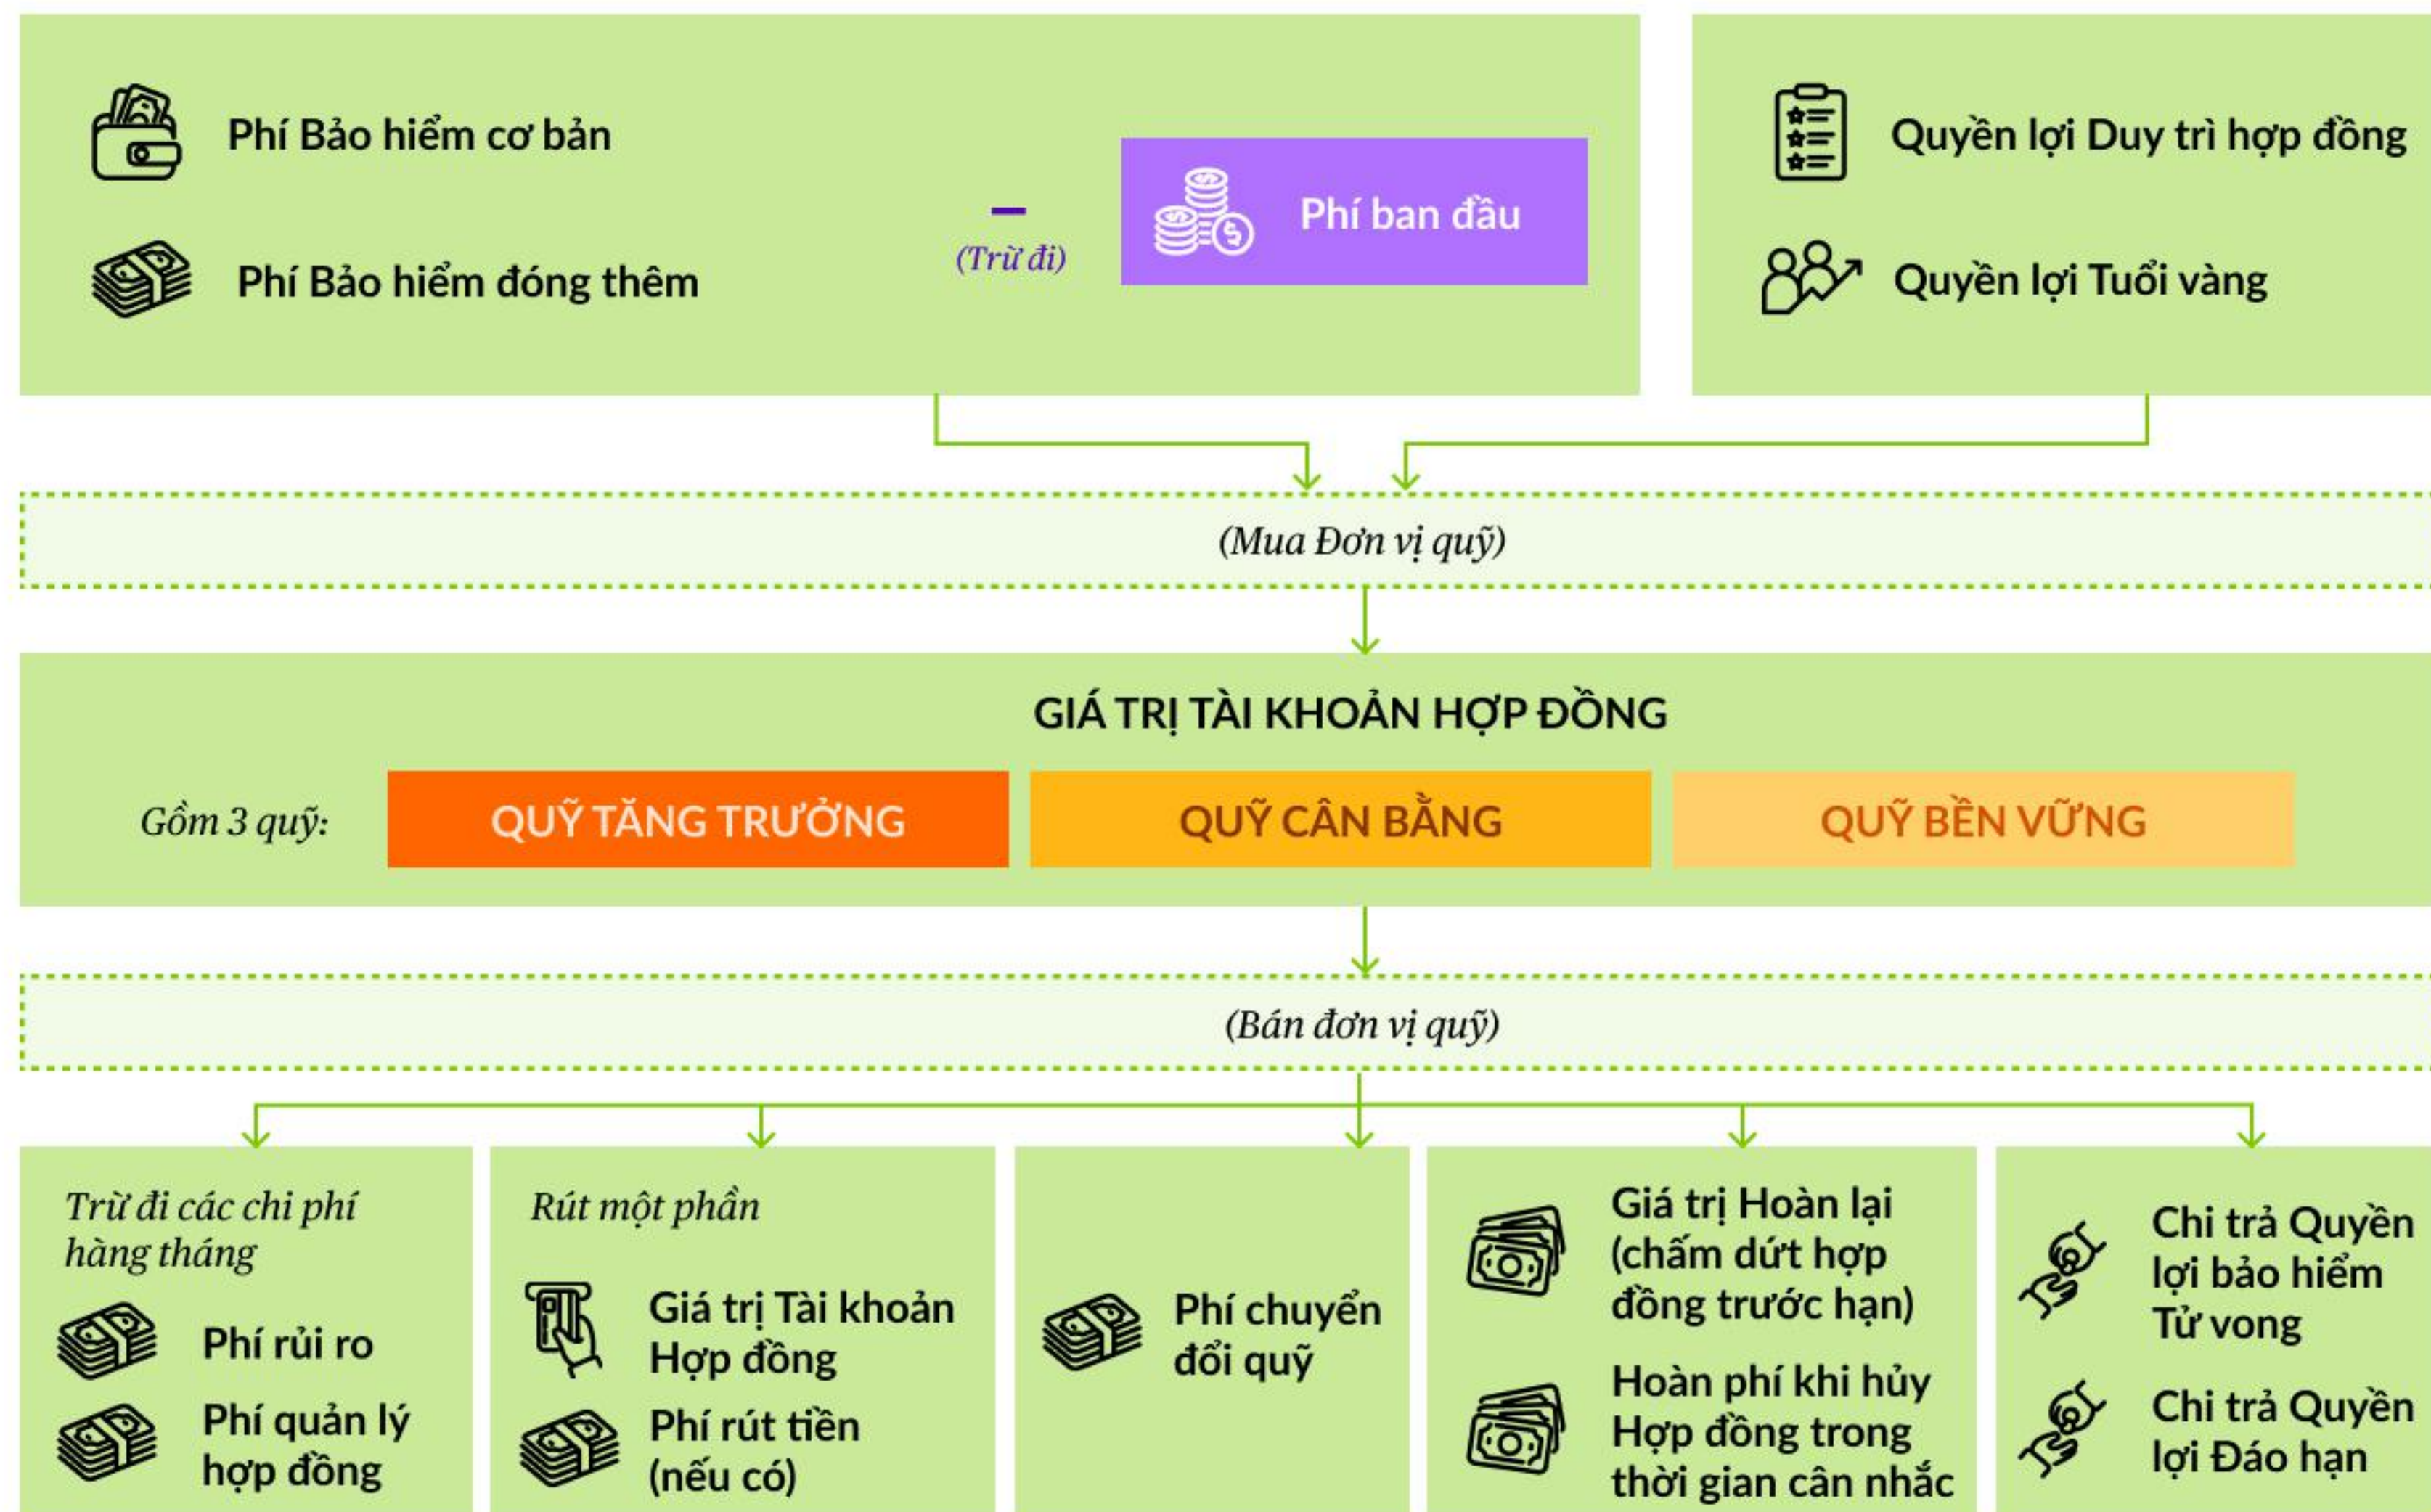 Phí Bảo hiểm cơ bản
Phí Bảo hiểm đóng thêm
–
(Trừ đi)
Phí ban đầu
Quyền lợi Duy trì hợp đồng
Quyền lợi Tuổi vàng
(Mua Đơn vị quỹ)
GIÁ TRỊ TÀI KHOẢN HỢP ĐỒNG
Gồm 3 quỹ:
QUỸ TĂNG TRƯỞNG
QUỸ CÂN BẰNG
QUỸ BỀN VỮNG
(Bán đơn vị quỹ)
Trừ đi các chi phí
hàng tháng
Phí rủi ro
Phí quản lý
hợp đồng
Rút một phần
Giá trị Tài khoản
Hợp đồng
Phí rút tiền
(nếu có)
Phí chuyển
đổi quỹ
Giá trị Hoàn lại
(chấm dứt hợp
đồng trước hạn)
Hoàn phí khi hủy
Hợp đồng trong
thời gian cân nhắc
Chi trả Quyền
lợi bảo hiểm
Tử vong
Chi trả Quyền
lợi Đáo hạn